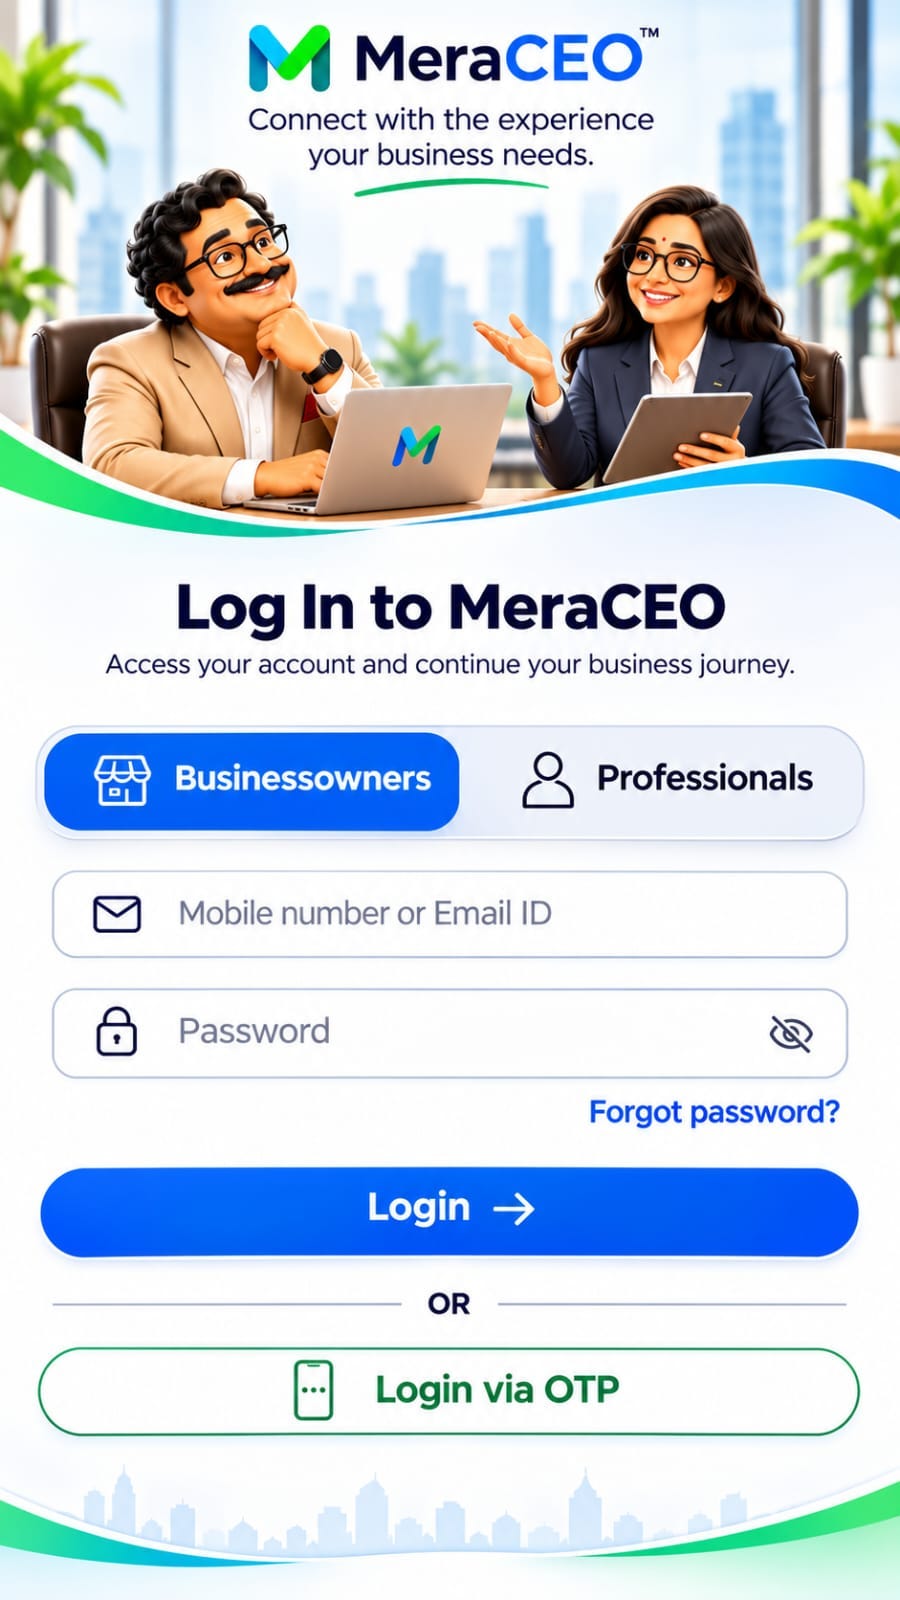 MeraCEO™
Connect with the experience
your business needs.
Log In to MeraCEO
Access your account and continue your business journey.
Businessowners
Professionals
Mobile number or Email ID
Password
Forgot password?
Login →
OR
Login via OTP